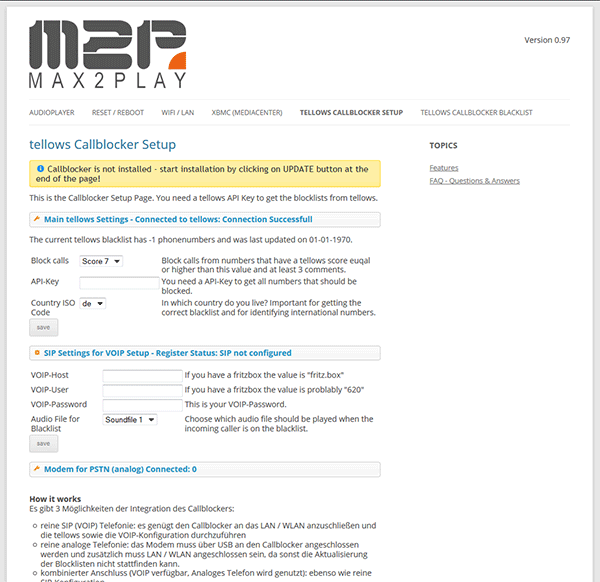 M2P
MAX2PLAY
Version 0.97
AUDIOPLAYER RESET / REBOOT WIFI / LAN XBMC (MEDIACENTER) TELLOWS CALLBLOCKER SETUP TELLOWS CALLBLOCKER BLACKLIST
tellows Callblocker Setup
Callblocker is not installed - start installation by clicking on UPDATE button at the
end of the page!
This is the Callblocker Setup Page. You need a tellows API Key to get the blocklists from tellows.
Main tellows Settings - Connected to tellows: Connection Successfull
The current tellows blacklist has -1 phonenumbers and was last updated on 01-01-1970.
Block calls Score 7 Block calls from numbers that have a tellows score euqal
or higher than this value and at least 3 comments.
API-Key You need a API-Key to get all numbers that should be
blocked.
Country ISO de In which country do you live? Important for getting the
Code correct blacklist and for identifying international numbers.
save
SIP Settings for VOIP Setup - Register Status: SIP not configured
VOIP-Host If you have a fritzbox the value is "fritz.box"
VOIP-User If you have a fritzbox the value is problably "620"
VOIP-Password This is your VOIP-Password.
Audio File for Soundfile 1 Choose which audio file should be played when the
Blacklist incoming caller is on the blacklist.
save
Modem for PSTN (analog) Connected: 0
How it works
Es gibt 3 Möglichkeiten der Integration des Callblockers:
reine SIP (VOIP) Telefonie: es genügt den Callblocker an das LAN / WLAN anzuschließen und
die tellows sowie die VOIP-Konfiguration durchzuführen
reine analoge Telefonie: das Modem muss über USB an den Callblocker angeschlossen
werden und zusätzlich muss LAN / WLAN angeschlossen sein, da sonst die Aktualisierung
der Blocklisten nicht stattfinden kann.
kombinierter Anschluss (VOIP verfügbar, Analoges Telefon wird genutzt): ebenso wie reine
SIP Konfiguration
TOPICS
Features
FAQ - Questions & Answers